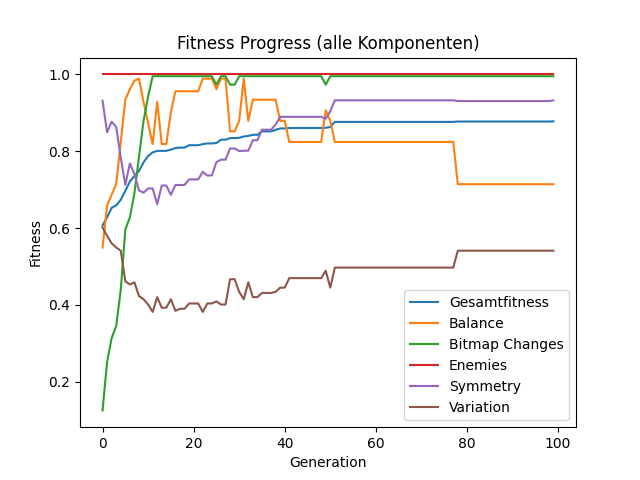 Fitness Progress (alle Komponenten)
1.0
0.8
0.6
0.4
0.2
Fitness
0 20 40 60 80 100
Generation
Gesamtfitness
Balance
Bitmap Changes
Enemies
Symmetry
Variation